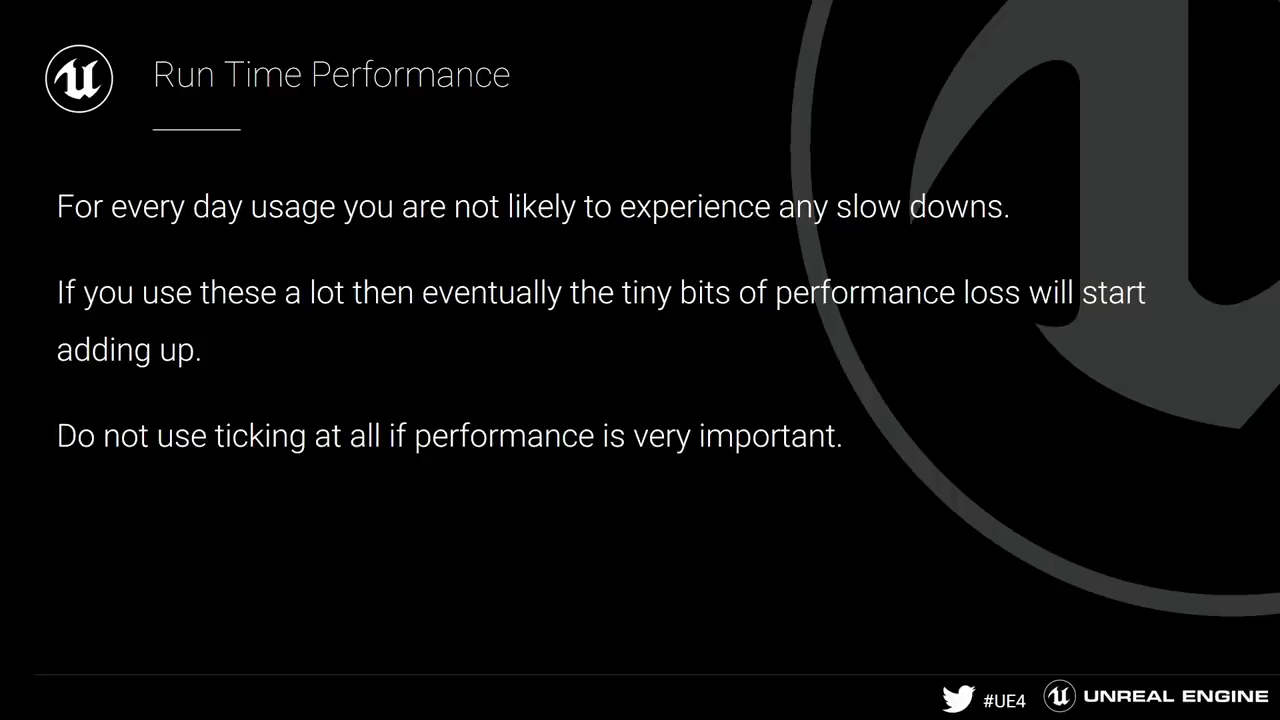 Run Time Performance
For every day usage you are not likely to experience any slow downs.
If you use these a lot then eventually the tiny bits of performance loss will start
adding up.
Do not use ticking at all if performance is very important.
#UE4 UNREAL ENGINE